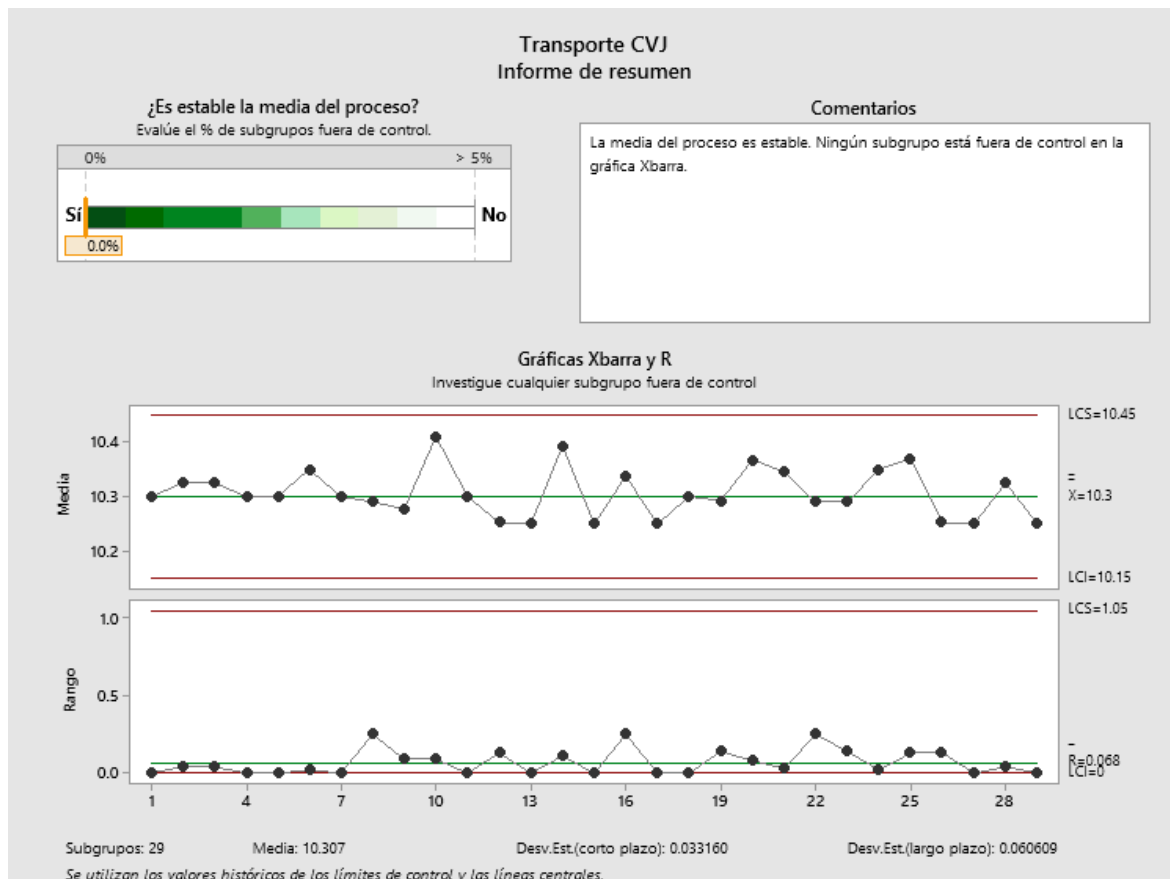 Transporte CVJ
Informe de resumen
¿Es estable la media del proceso?
Evalúe el % de subgrupos fuera de control.
0%
> 5%
Sí
No
0.0%
Comentarios
La media del proceso es estable. Ningún subgrupo está fuera de control en la
gráfica Xbarra.
Gráficas Xbarra y R
Investigue cualquier subgrupo fuera de control
Media
10.4
10.3
10.2
LCS=10.45
X=10.3
LCI=10.15
Rango
1.0
0.5
0.0
LCS=1.05
R=0.068
LCI=0
1 4 7 10 13 16 19 22 25 28
Subgrupos: 29 Media: 10.307 Desv.Est.(corto plazo): 0.033160 Desv.Est.(largo plazo): 0.060609
Se utilizan los valores históricos de los límites de control y las líneas centrales.